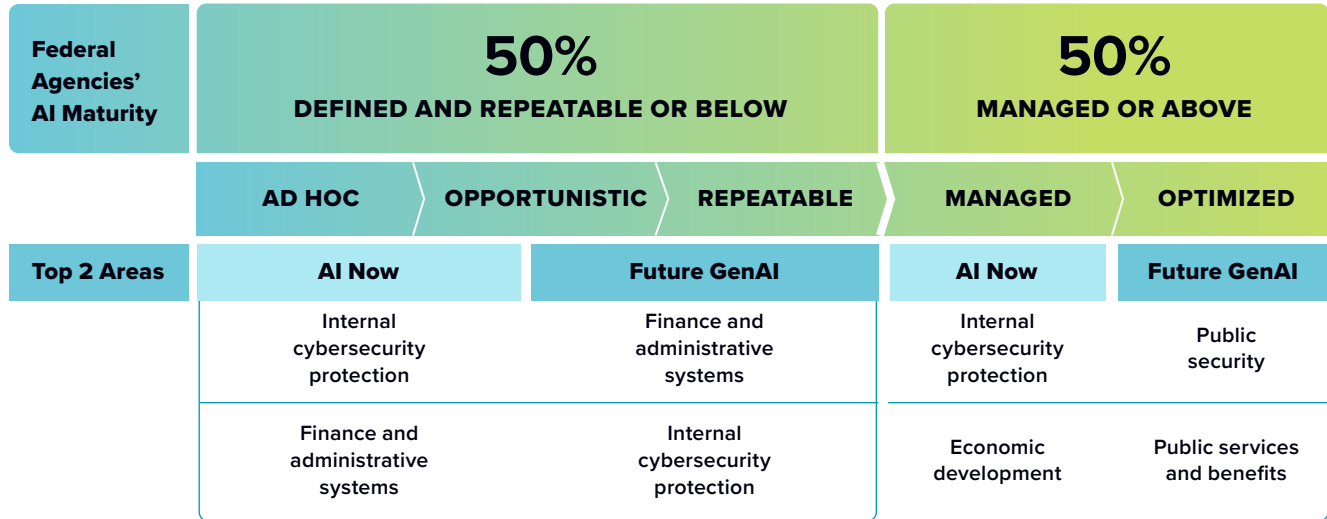 Federal
Agencies’
AI Maturity
50%
DEFINED AND REPEATABLE OR BELOW
50%
MANAGED OR ABOVE
AD HOC
OPPORTUNISTIC
REPEATABLE
MANAGED
OPTIMIZED
Top 2 Areas
AI Now
Future GenAI
AI Now
Future GenAI
Internal
cybersecurity
protection
Finance and
administrative
systems
Internal
cybersecurity
protection
Public
security
Finance and
administrative
systems
Internal
cybersecurity
protection
Economic
development
Public services
and benefits